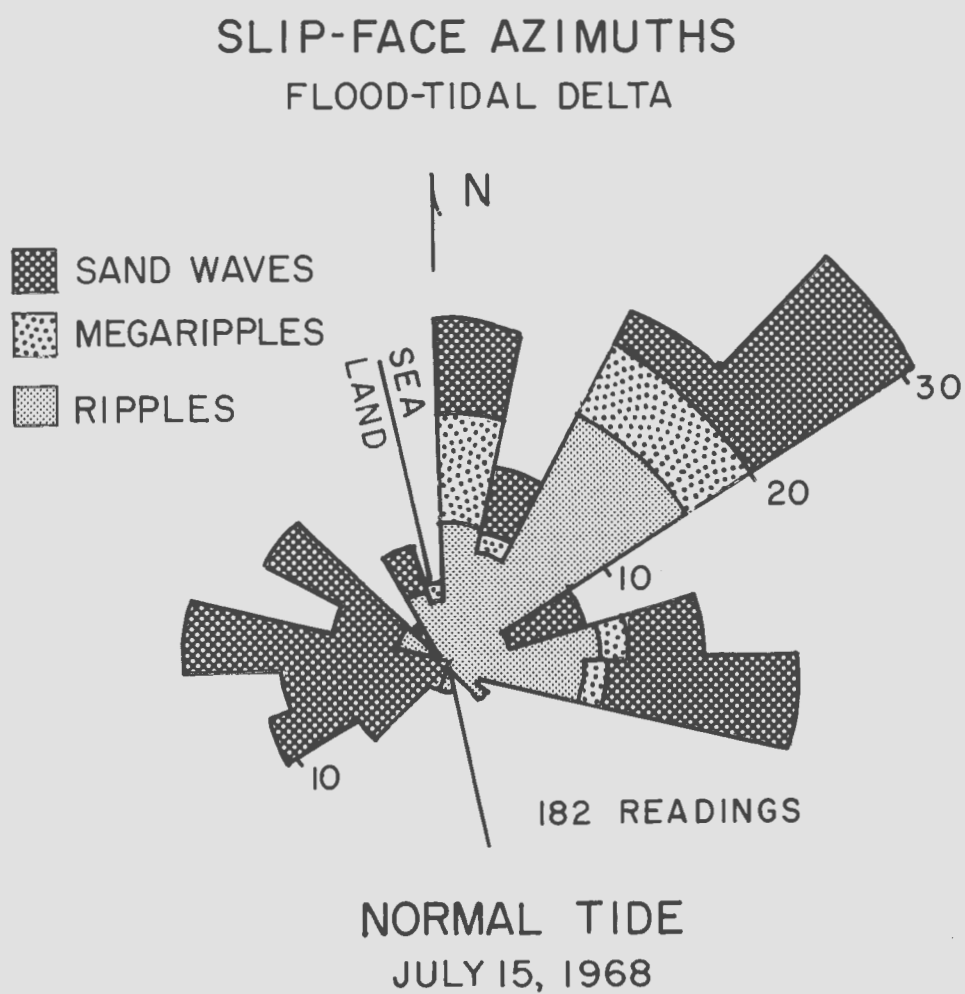 SLIP-FACE AZIMUTHS
FLOOD-TIDAL DELTA
N
SAND WAVES
MEGARIPPLES
RIPPLES
SEA
LAND
30
20
10
10
182 READINGS
NORMAL TIDE
JULY 15, 1968